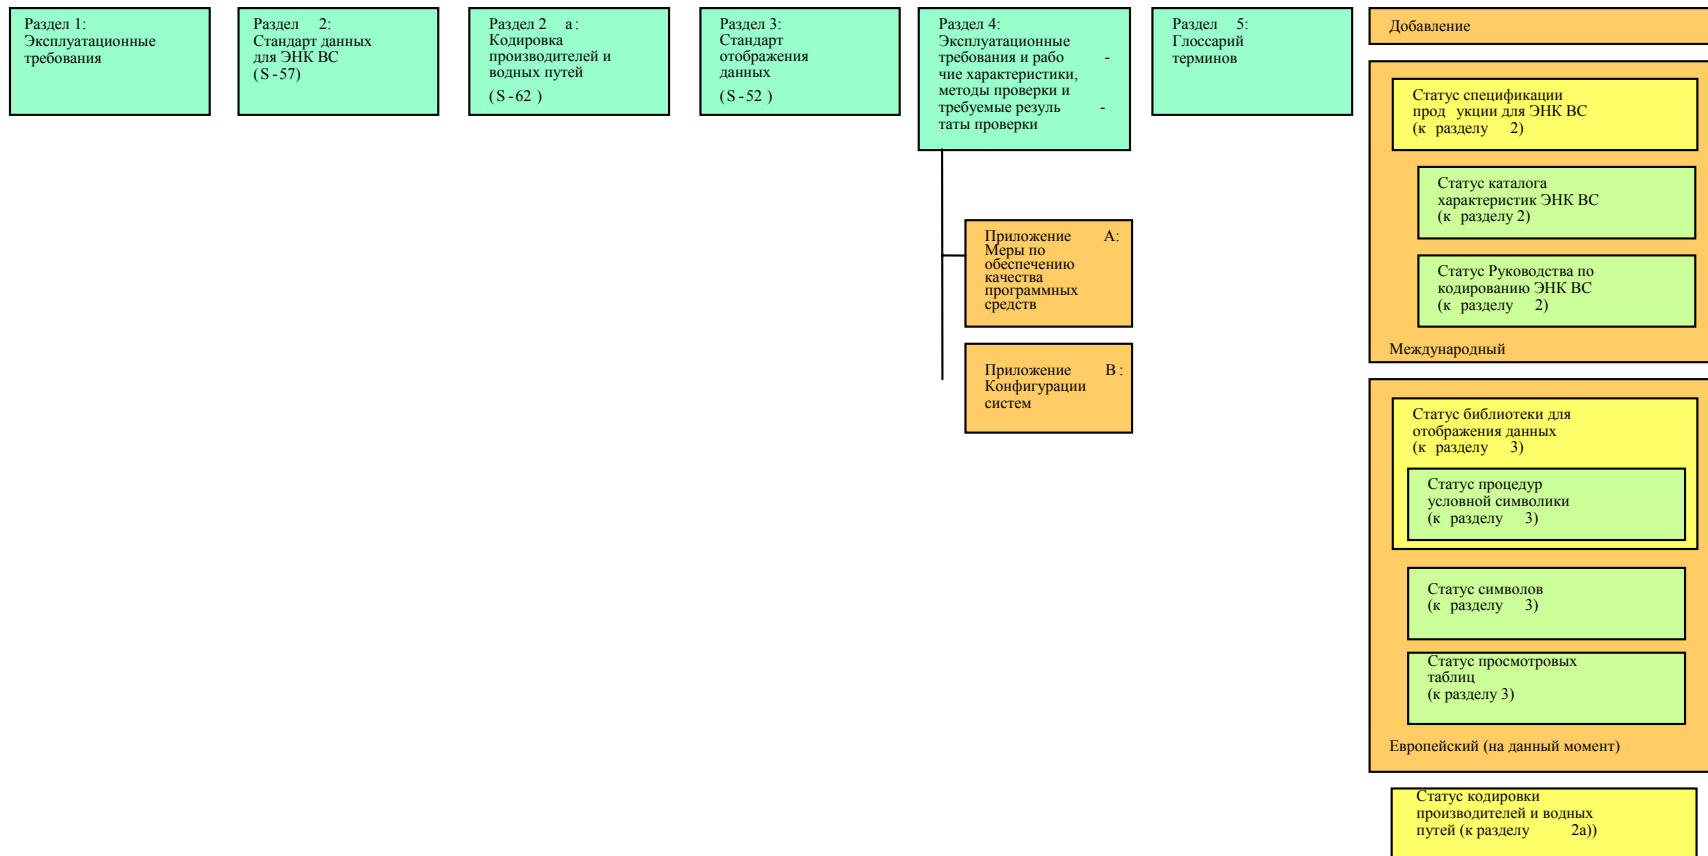 Раздел 1:
Эксплуатационные
требования
Раздел 2:
Стандарт данных
для ЭНК ВС
(S-57)
Раздел 2 а:
Кодировка
производителей и
водных путей
(S-62 )
Раздел 3:
Стандарт
отображения
данных
(S-52 )
Раздел 4:
Эксплуатационные
требования и рабо -
чие характеристики,
методы проверки и
требуемые резуль -
таты проверки
Раздел 5:
Глоссарий
терминов
Добавление
Статус спецификации
прод укции для ЭНК ВС
(к разделу 2)
Статус каталога
характеристик ЭНК ВС
(к разделу 2)
Статус Руководства по
кодированию ЭНК ВС
(к разделу 2)
Международный
Приложение А:
Меры по
обеспечению
качества
программных
средств
Приложение В:
Конфигурации
систем
Статус библиотеки для
отображения данных
(к разделу 3)
Статус процедур
условной символики
(к разделу 3)
Статус символов
(к разделу 3)
Статус просмотровых
таблиц
(к разделу 3)
Европейский (на данный момент)
Статус кодировки
производителей и водных
путей (к разделу 2а))